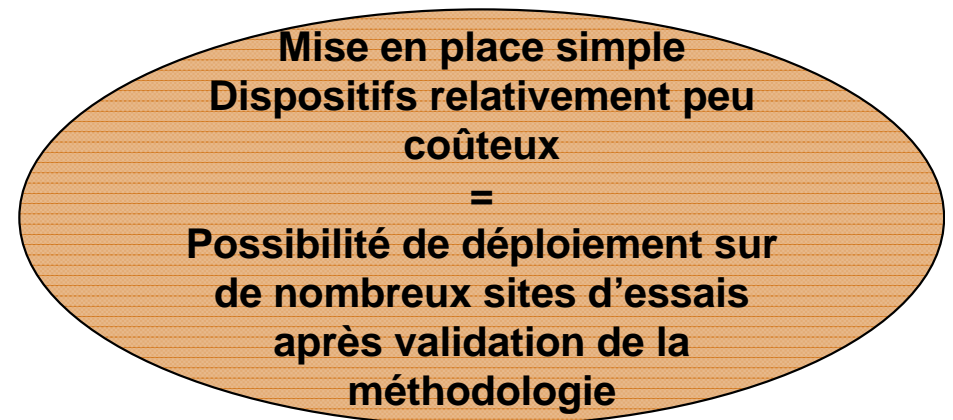 Mise en place simple
Dispositifs relativement peu
coûteux
=
Possibilité de déploiement sur
de nombreux sites d'essais
après validation de la
méthodologie